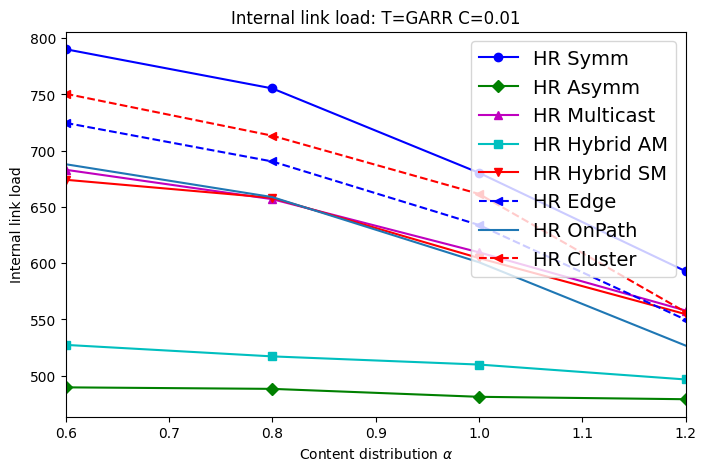 Internal link load: T=GARR C=0.01
Internal link load
800
750
700
650
600
550
500
HR Symm
HR Asymm
HR Multicast
HR Hybrid AM
HR Hybrid SM
HR Edge
HR OnPath
HR Cluster
0.6
0.7
0.8
0.9
1.0
1.1
1.2
Content distribution α